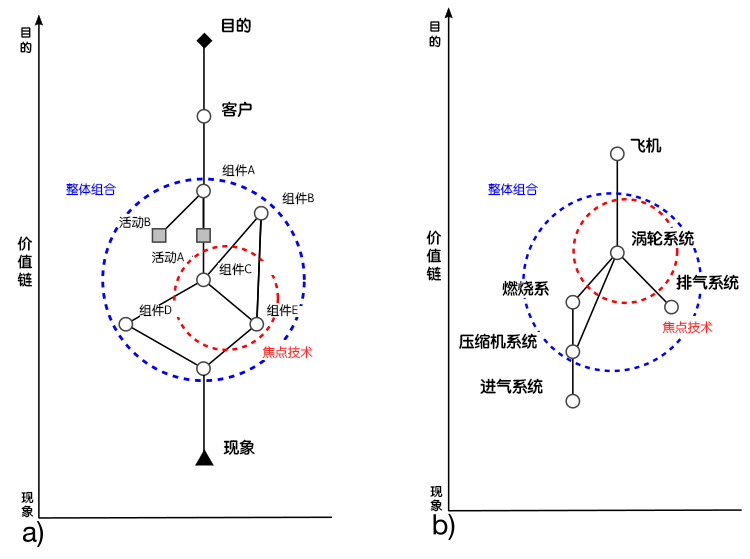 目的
目的
客户
组件A
整体组合
组件B
活动B
活动A
组件C
价值链
组件D
组件E
焦点技术
现象
现象
a)
目的
飞机
整体组合
价值链
涡轮系统
燃烧系
排气系统
焦点技术
压缩机系统
进气系统
现象
b)